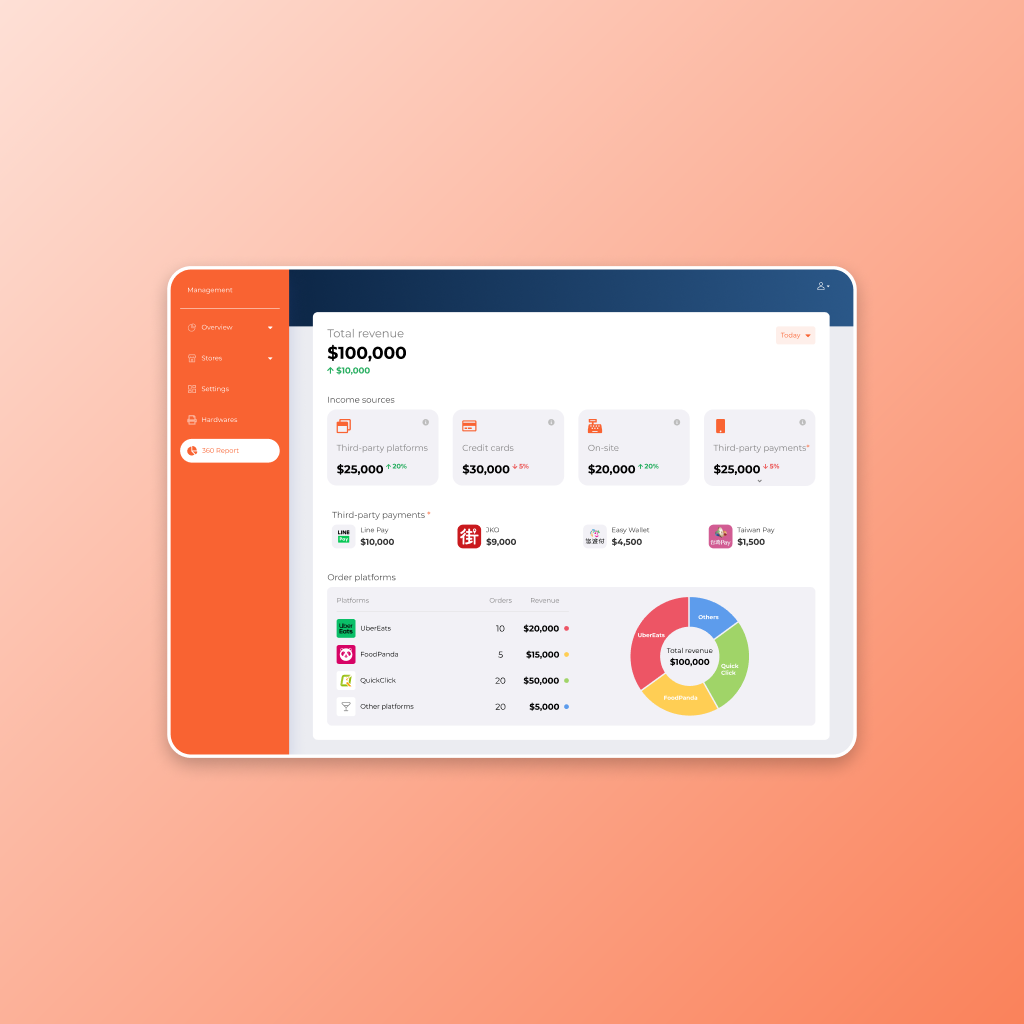 Management
Overview
Stores
Settings
Hardwares
360 Report
Total revenue
$100,000
$10,000
Today
Income sources
Third-party platforms
$25,000 20%
Credit cards
$30,000 5%
On-site
$20,000 20%
Third-party payments*
$25,000 5%
Third-party payments *
LINE
Pay
Line Pay
$10,000
街
JKO
$9,000
悠遊付
Easy Wallet
$4,500
台灣Pay
Taiwan Pay
$1,500
Order platforms
Platforms Orders Revenue
Uber
Eats
UberEats 10 $20,000
FoodPanda 5 $15,000
QuickClick 20 $50,000
Other platforms 20 $5,000
Others
UberEats
Quick
Click
FoodPanda
Total revenue
$100,000